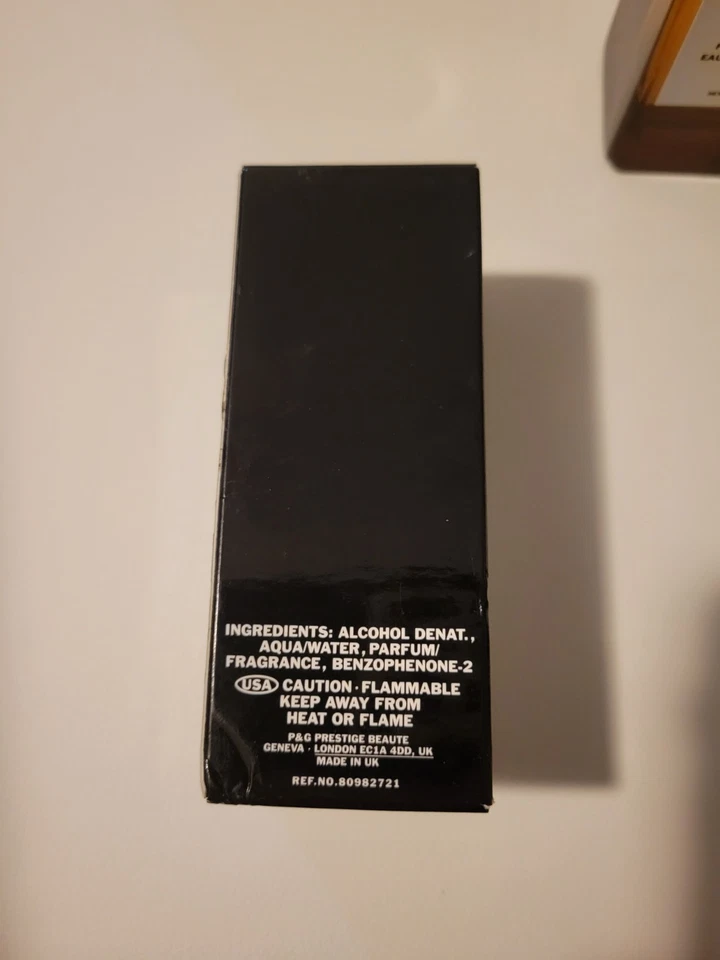 EAU
INGREDIENTS: ALCOHOL DENAT.,
AQUA/WATER, PARFUM/
FRAGRANCE, BENZOPHENONE-2
USA CAUTION · FLAMMABLE
KEEP AWAY FROM
HEAT OR FLAME
P&G PRESTIGE BEAUTE
GENEVA · LONDON EC1A 4DD, UK
MADE IN UK
REF.NO.80982721